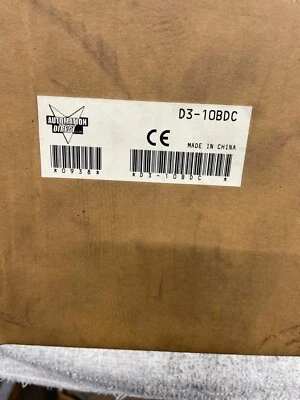 AUTOMATION
DIRECT
D3-10BDC
CE
MADE IN CHINA
*0938*
*D3-10BDC*